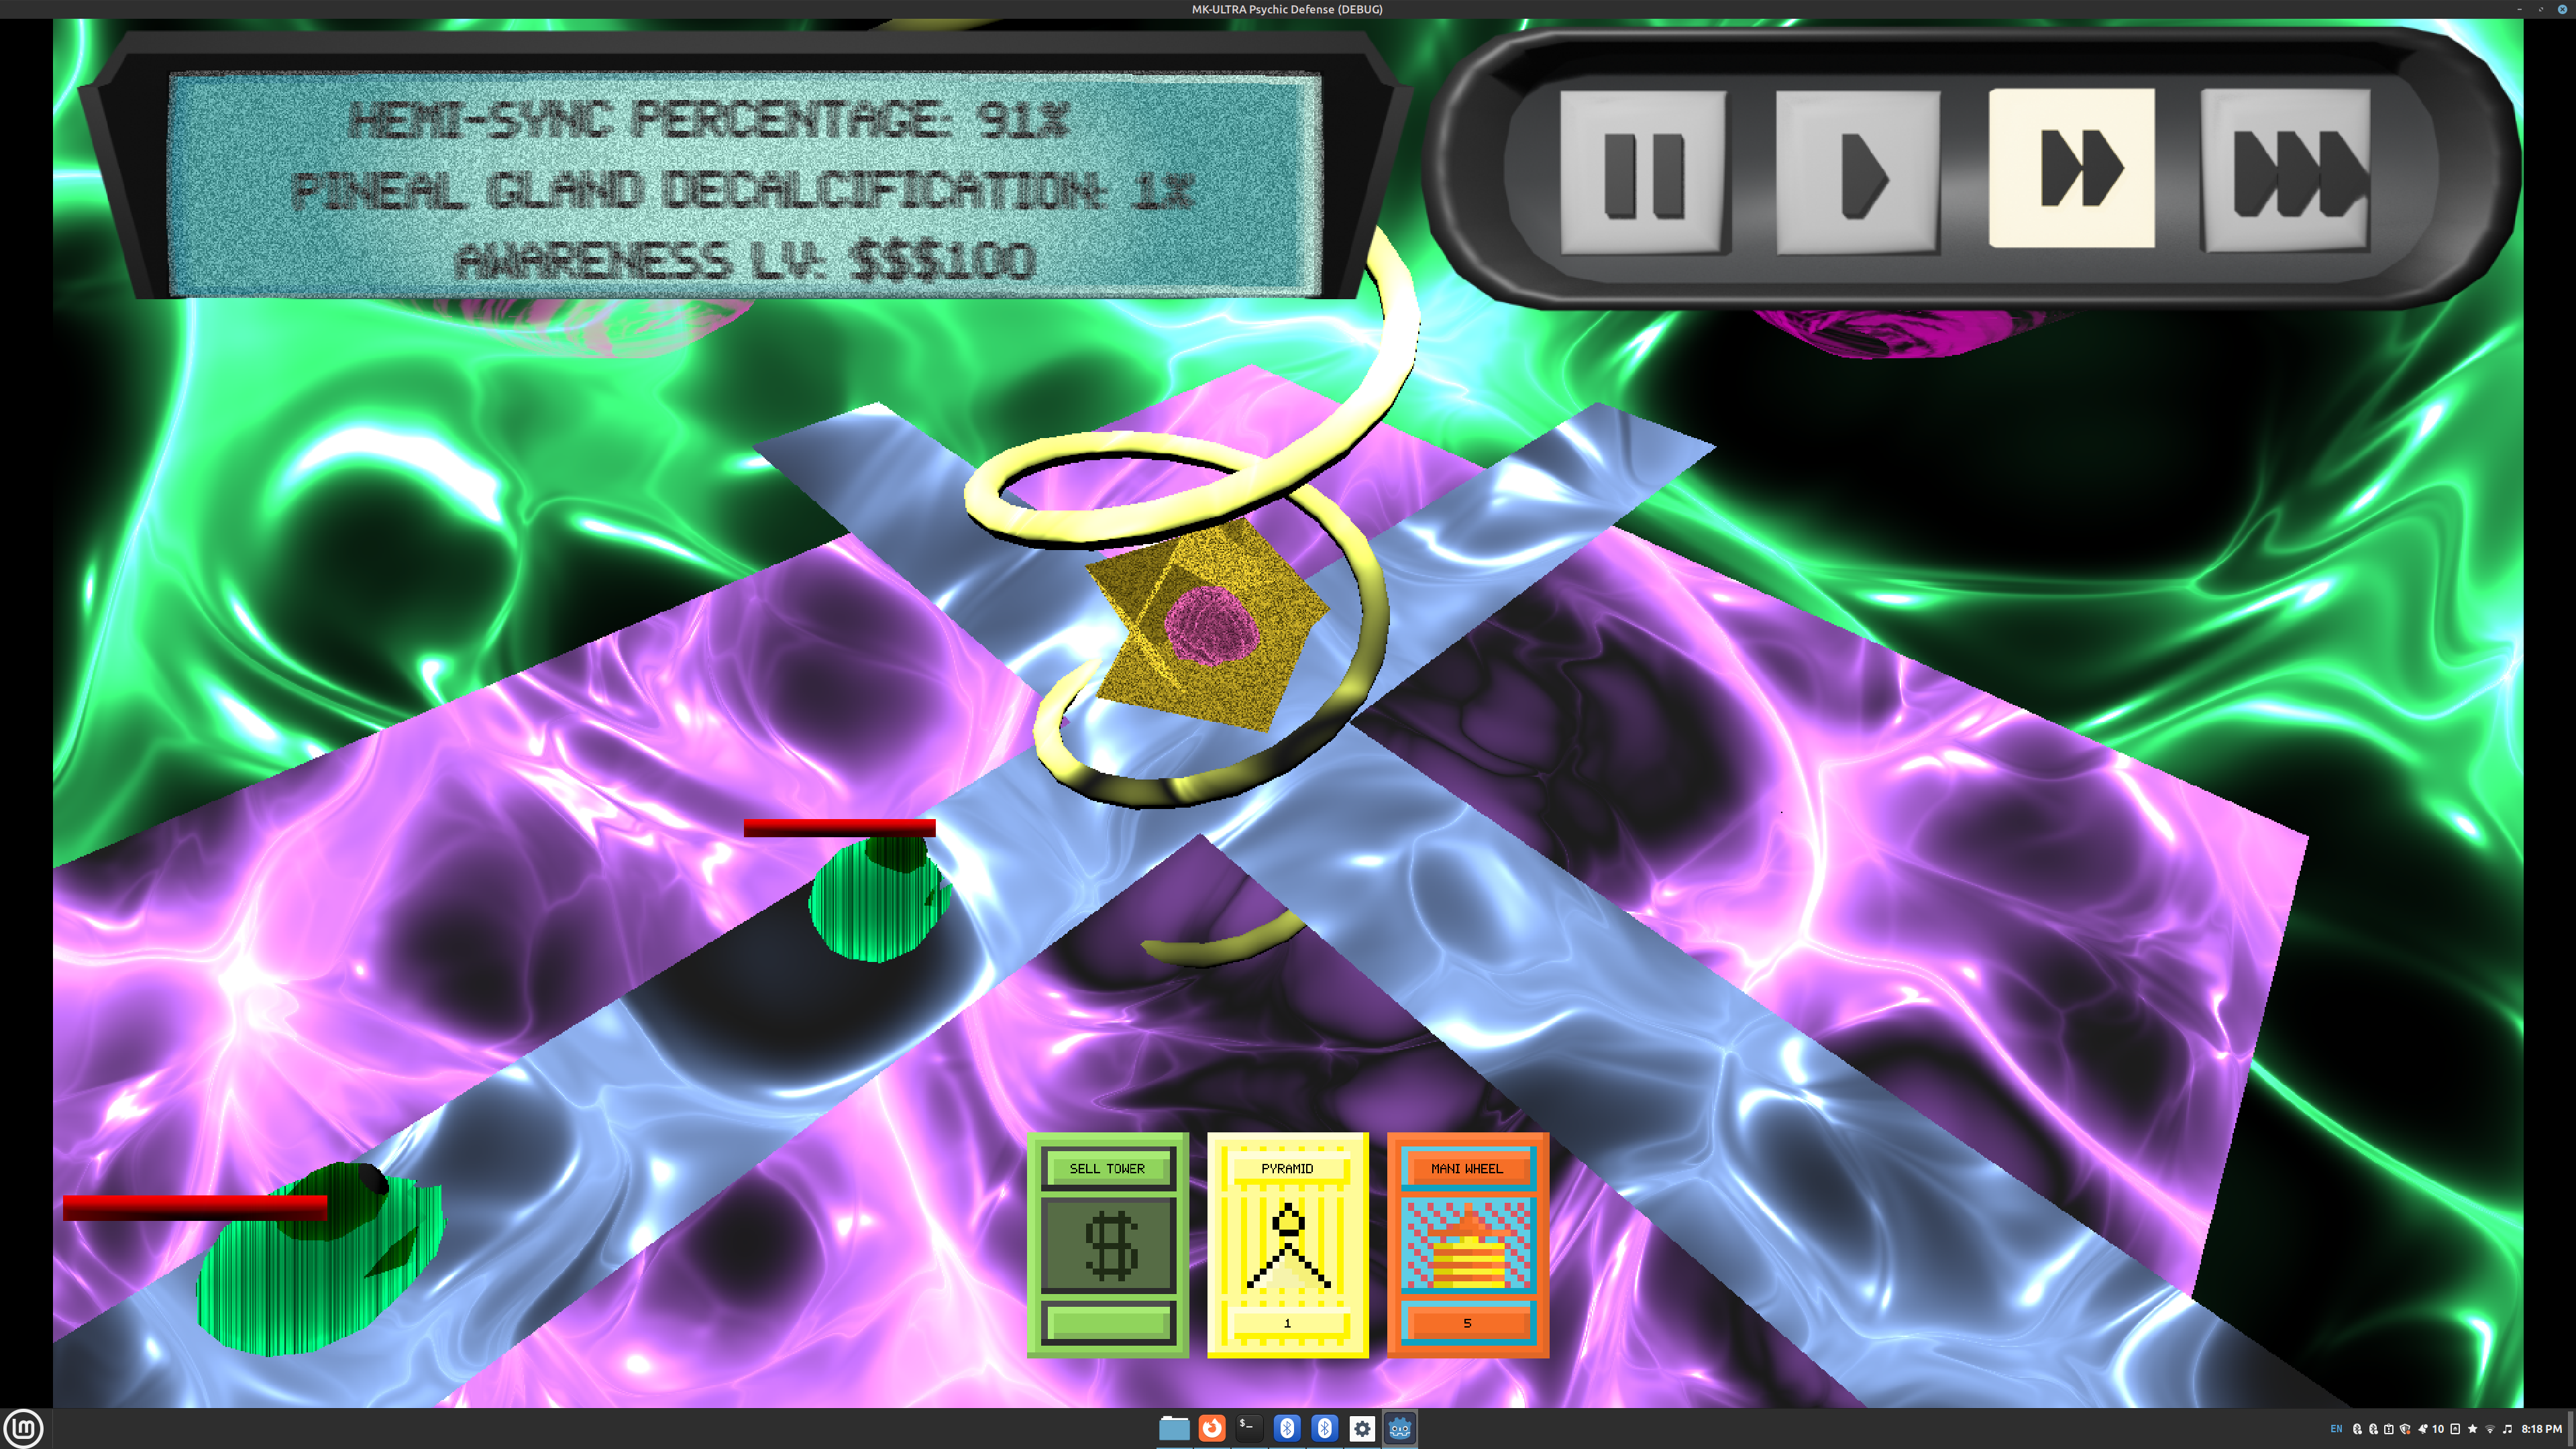 MK-ULTRA Psychic Defense (DEBUG)
HEMI-SYNC PERCENTAGE: 91%
PINEAL GLAND DECALCIFICATION: 1%
AWARENESS LV: $$$100
SELL TOWER
PYRAMID
MANI WHEEL
$
1
5
EN
10
8:18 PM